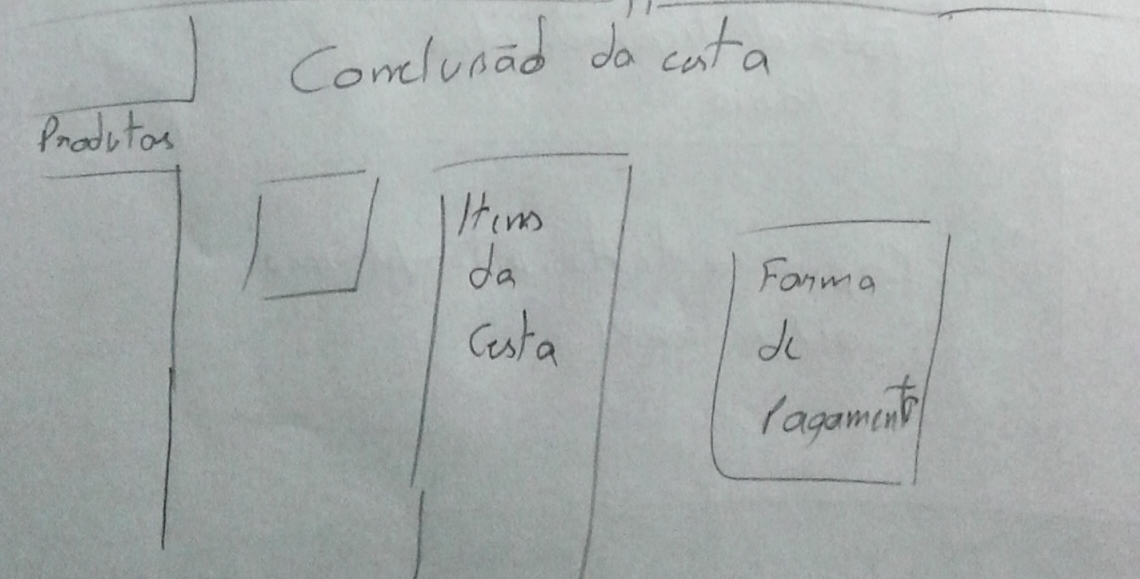 Conclusão da cesta
Produtos
Itens
da
Cesta
Forma
de
Pagamento